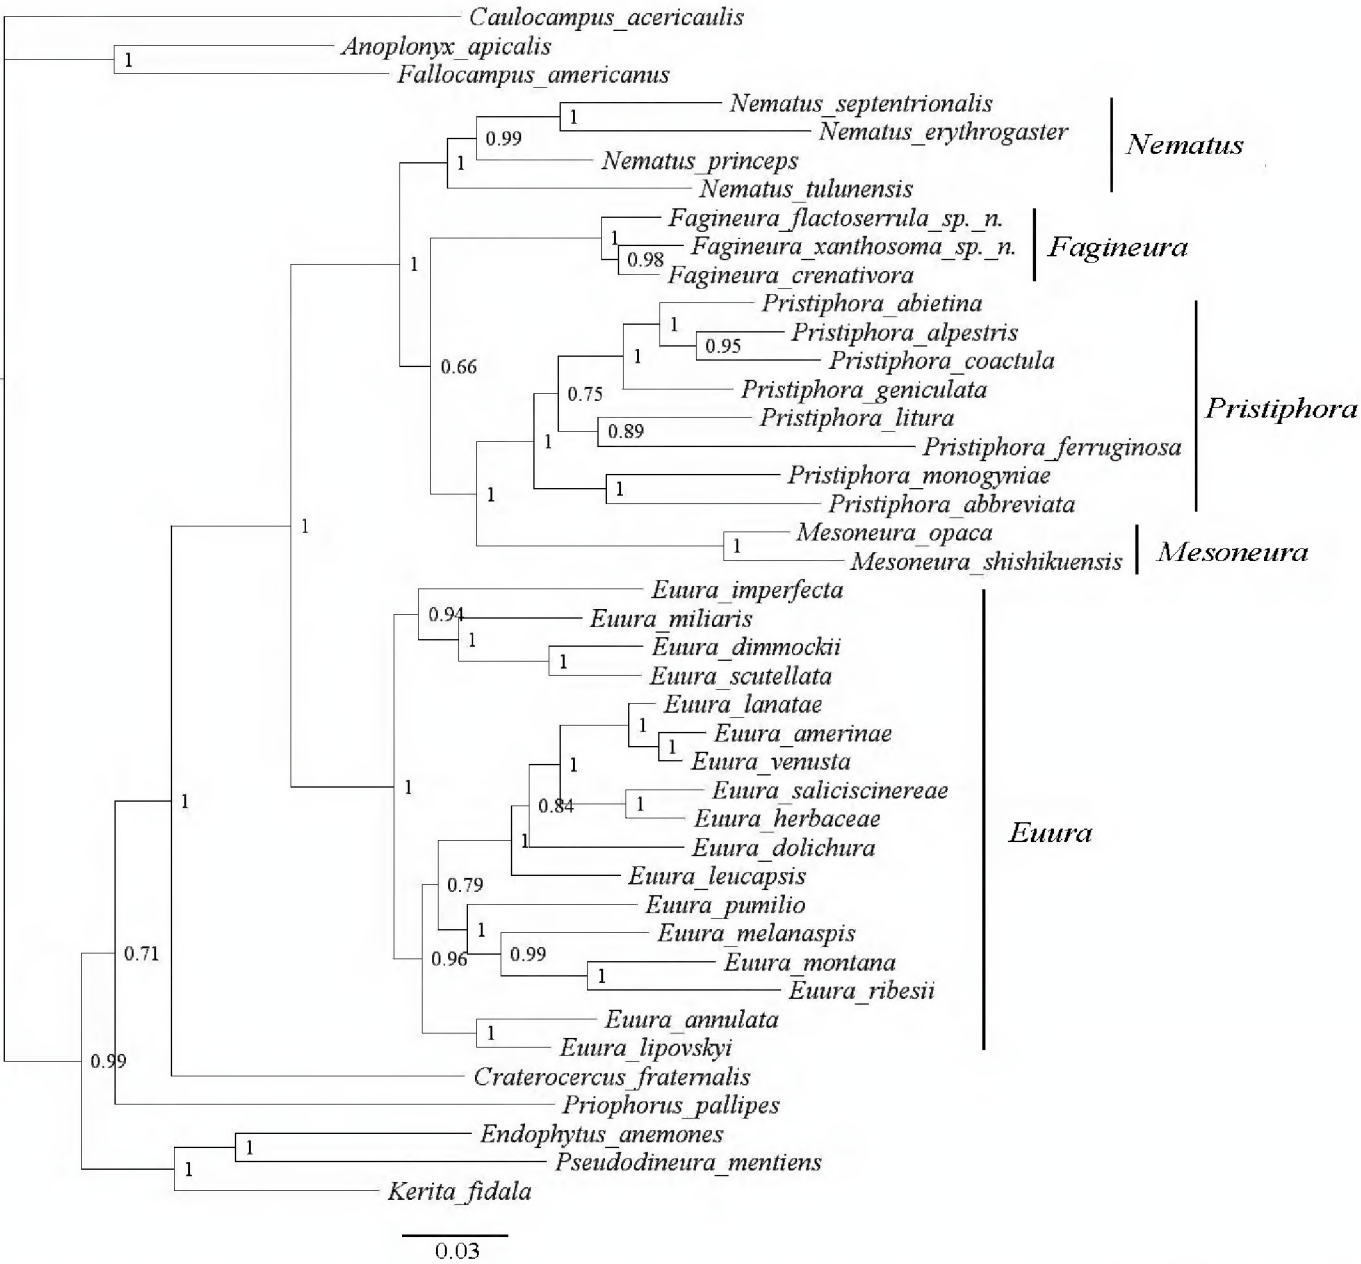 Caulocampus_acericaulis
Anoplonyx_apicalis
1
Fallocampus_americanus
Nematus_septentrionalis
1
Nematus_erythrogaster
0.99
Nematus
Nematus_princeps
1
Nematus_tulunensis
Fagineura_flactoserrula_sp._n.
1
Fagineura_xanthosoma_sp._n.
Fagineura
0.98
1
Fagineura_crenativora
Pristiphora_abietina
1
Pristiphora_alpestris
0.95
1
Pristiphora_coactula
0.66
Pristiphora_geniculata
0.75
Pristiphora
Pristiphora_litura
0.89
1
Pristiphora_ferruginosa
Pristiphora_monogyniae
1
1
Pristiphora_abbreviata
1
Mesoneura_opaca
1
Mesoneura
Mesoneura_shishikuensis
Euura_imperfecta
0.94
Euura_miliaris
1
Euura_dimmockii
1
Euura_scutellata
Euura_lanatae
1
Euura_amerinae
1
Euura_venusta
1
1
Euura_saliciscinereae
1
1
0.84
Euura_herbaceae
Euura
1
Euura_dolichura
Euura_leucapsis
0.79
Euura_pumilio
1
Euura_melanaspis
0.71
0.99
0.96
Euura_montana
1
Euura_ribesii
Euura_annulata
1
Euura_lipovskyi
0.99
Craterocercus_fraternalis
Priophorus_pallipes
Endophytus_anemones
1
Pseudodineura_mentiens
1
Kerita_fidala
0.03